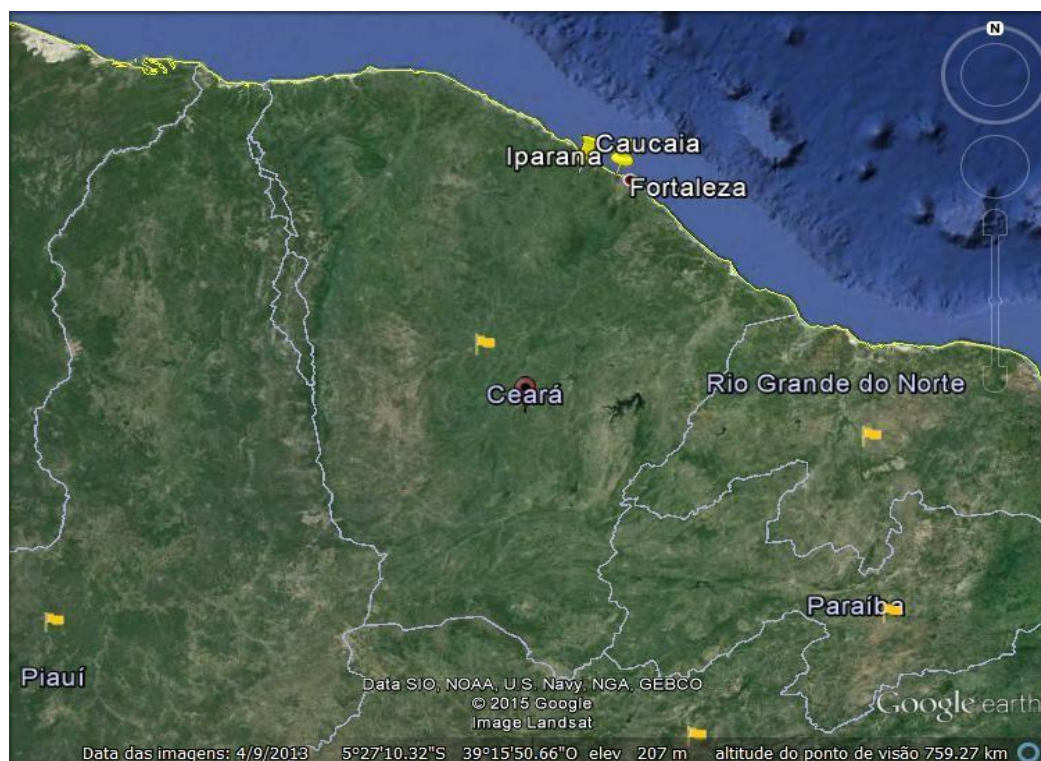 N
Caucaia
Iparana
Fortaleza
Ceará
Rio Grande do Norte
Paraíba
Piauí
Data SIO, NOAA, U.S. Navy, NGA, GEBCO
© 2015 Google
Image Landsat
Google earth
Data das imagens: 4/9/2013 5°27'10.32"S 39°15'50.66"O elev 207 m altitude do ponto de visão 759.27 km